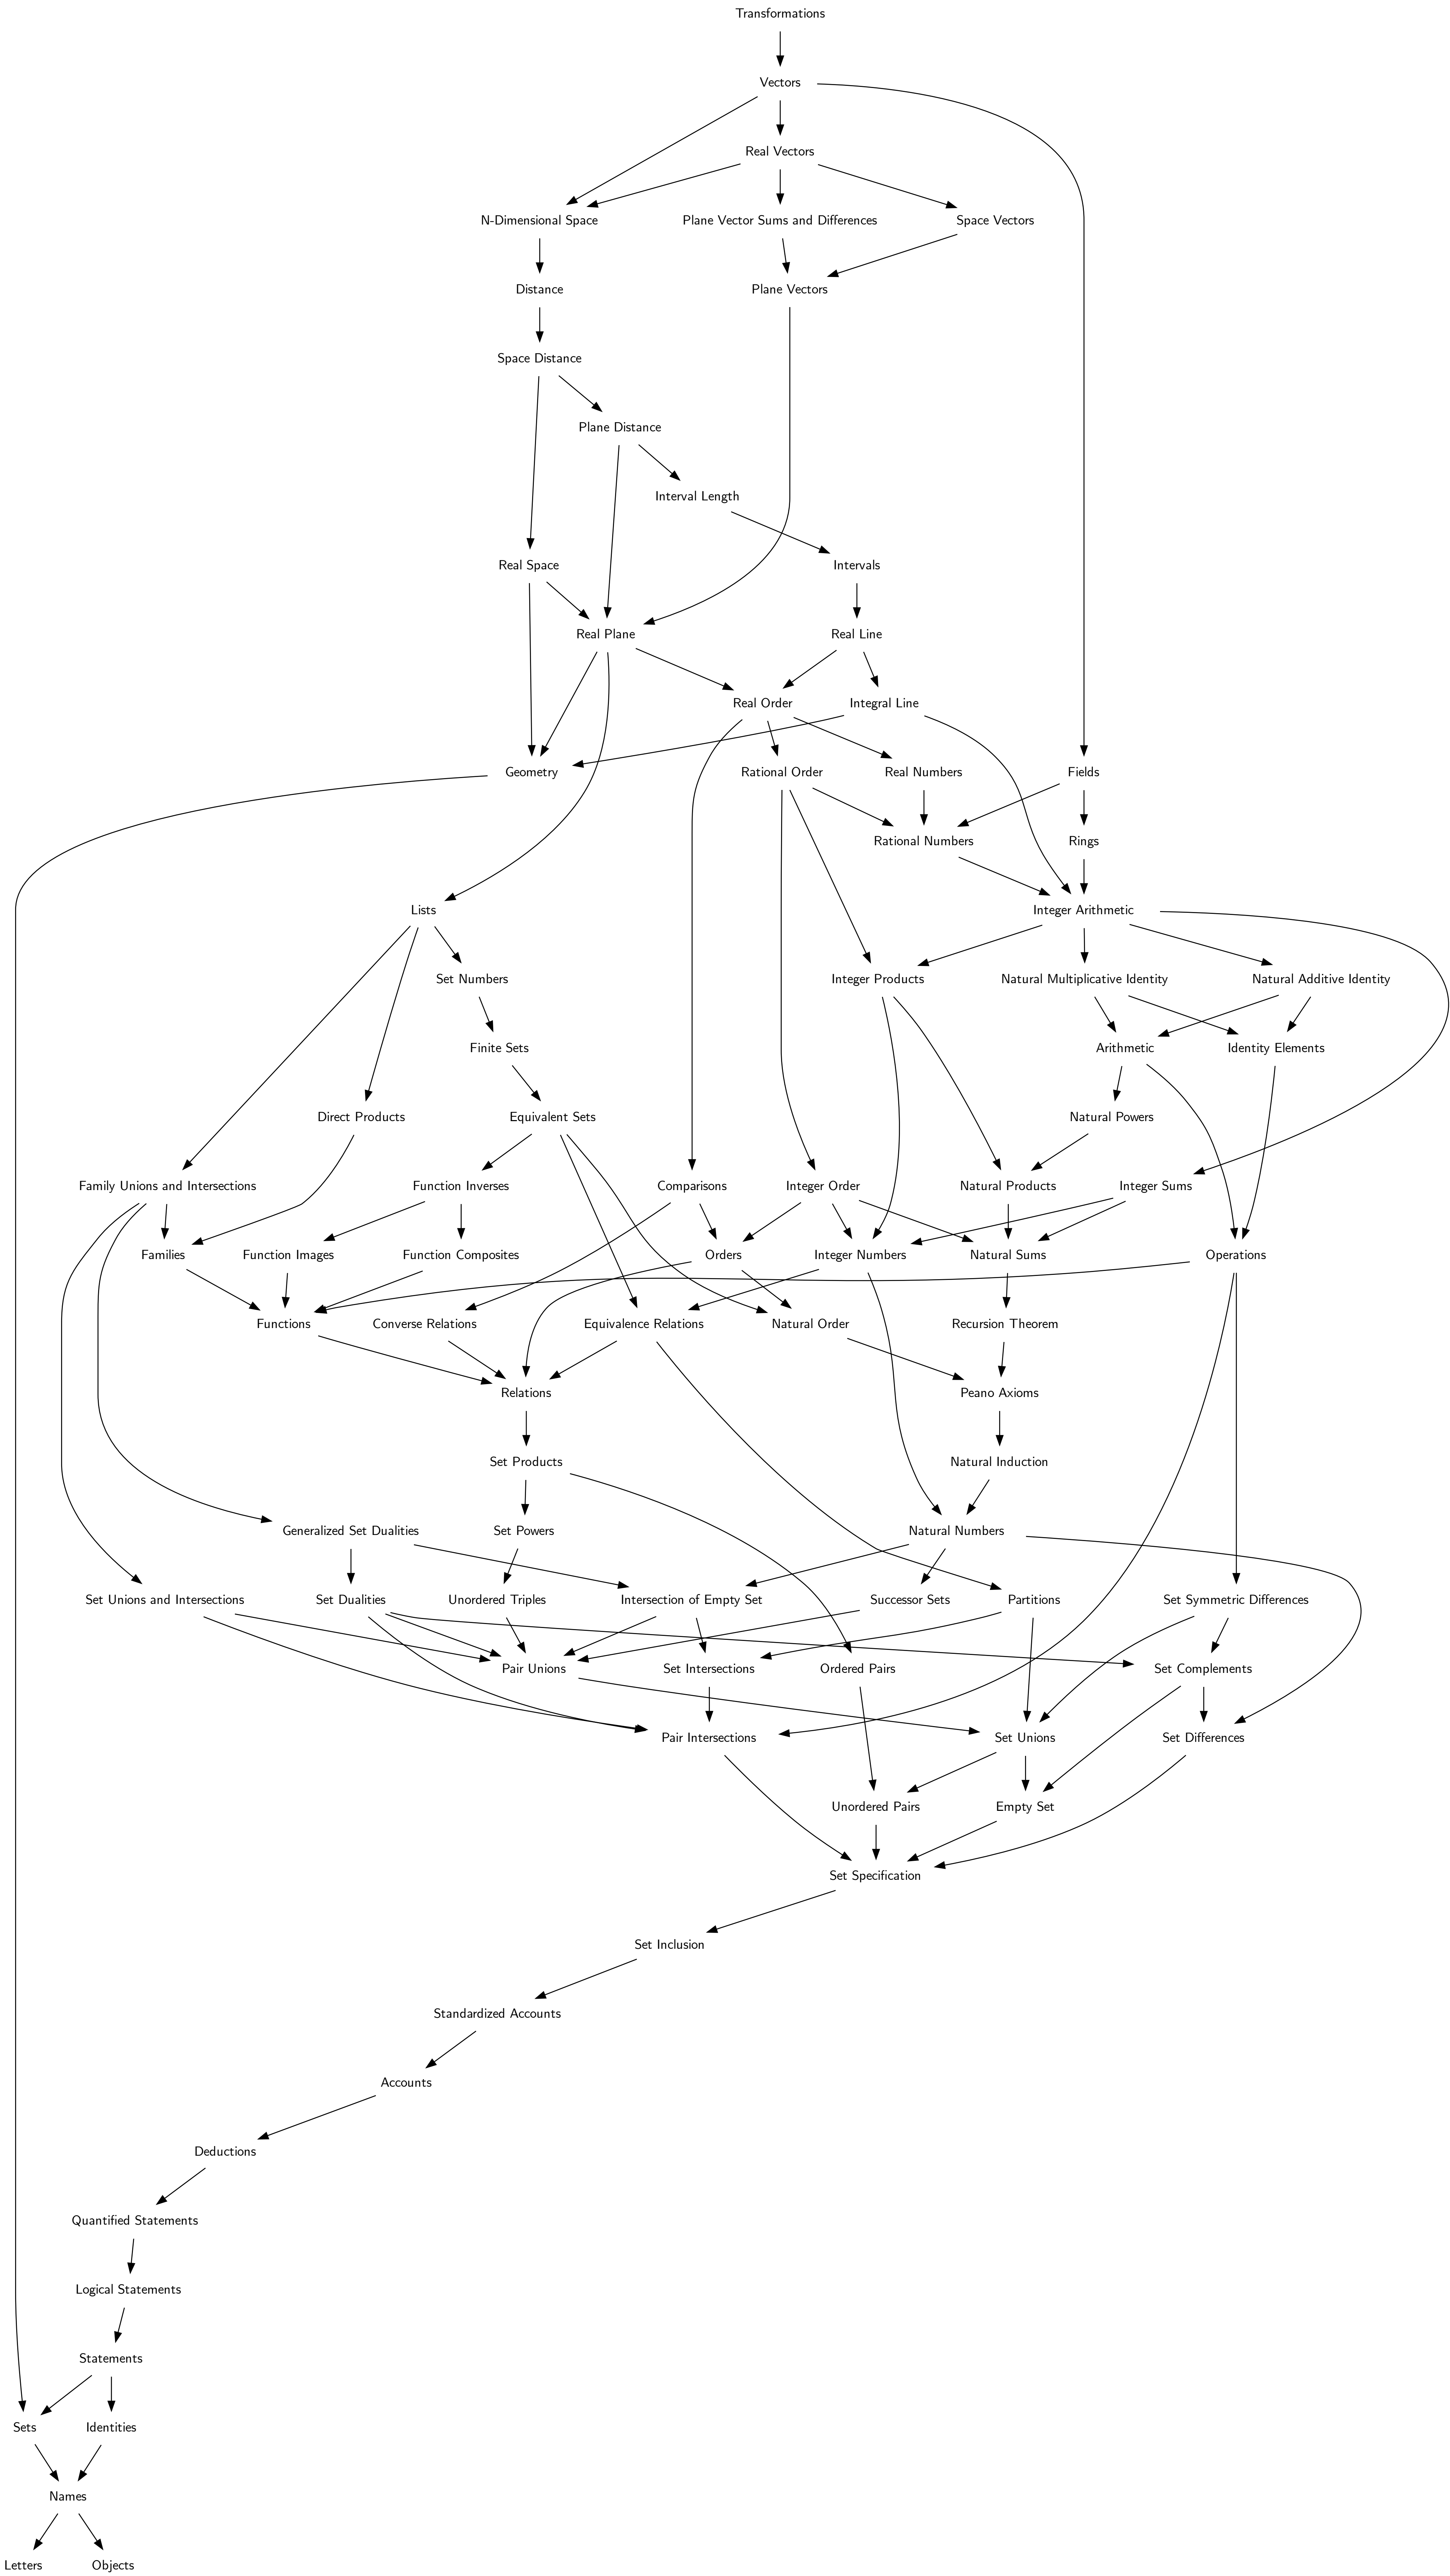 Transformations
Vectors
Real Vectors
N-Dimensional Space
Plane Vector Sums and Differences
Space Vectors
Distance
Plane Vectors
Space Distance
Plane Distance
Interval Length
Real Space
Intervals
Real Plane
Real Line
Real Order
Integral Line
Geometry
Rational Order
Real Numbers
Fields
Rational Numbers
Rings
Lists
Integer Arithmetic
Set Numbers
Integer Products
Natural Multiplicative Identity
Natural Additive Identity
Finite Sets
Arithmetic
Identity Elements
Direct Products
Equivalent Sets
Natural Powers
Family Unions and Intersections
Function Inverses
Comparisons
Integer Order
Natural Products
Integer Sums
Families
Function Images
Function Composites
Orders
Integer Numbers
Natural Sums
Operations
Functions
Converse Relations
Equivalence Relations
Natural Order
Recursion Theorem
Relations
Peano Axioms
Set Products
Natural Induction
Generalized Set Dualities
Set Powers
Natural Numbers
Set Unions and Intersections
Set Dualities
Unordered Triples
Intersection of Empty Set
Successor Sets
Partitions
Set Symmetric Differences
Pair Unions
Set Intersections
Ordered Pairs
Set Complements
Pair Intersections
Set Unions
Set Differences
Unordered Pairs
Empty Set
Set Specification
Set Inclusion
Standardized Accounts
Accounts
Deductions
Quantified Statements
Logical Statements
Statements
Sets
Identities
Names
Letters
Objects